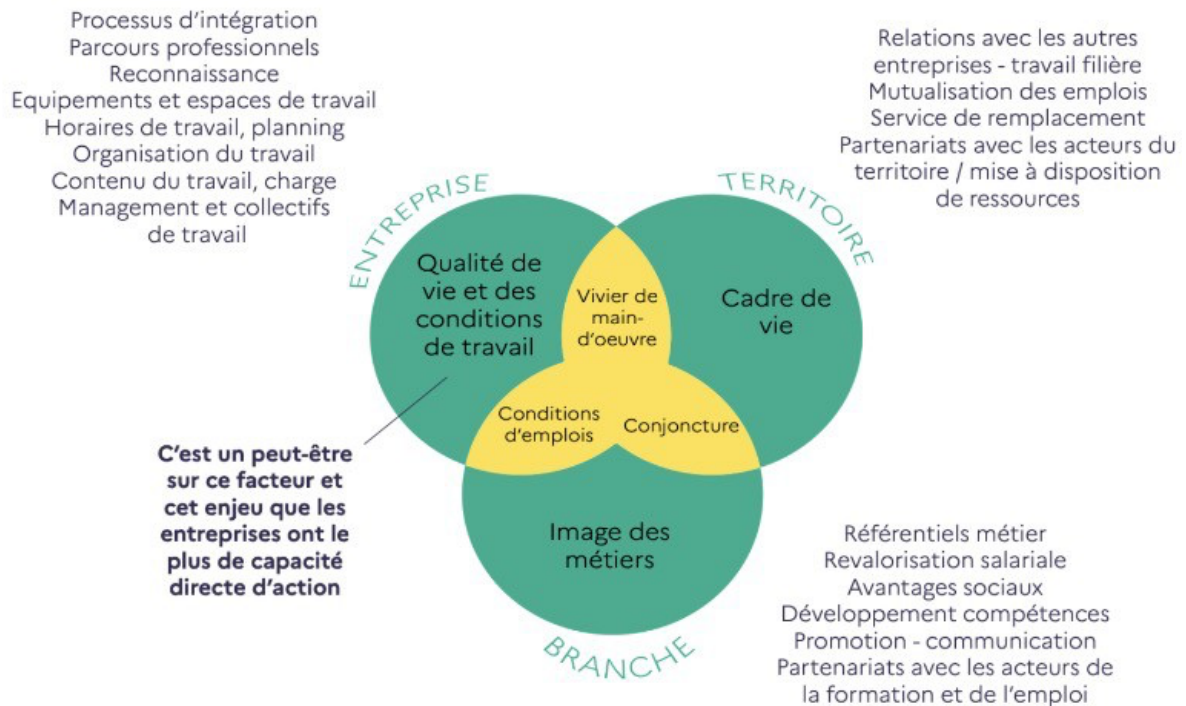 Processus d'intégration
Parcours professionnels
Reconnaissance
Equipements et espaces de travail
Horaires de travail, planning
Organisation du travail
Contenu du travail, charge
Management et collectifs
de travail
Relations avec les autres
entreprises - travail filière
Mutualisation des emplois
Service de remplacement
Partenariats avec les acteurs du
territoire / mise à disposition
de ressources
ENTREPRISE
TERRITOIRE
Qualité de
vie et des
conditions
de travail
Vivier de
main-
d'oeuvre
Cadre de
vie
Conditions
d'emplois
Conjoncture
C'est un peut-être
sur ce facteur et
cet enjeu que les
entreprises ont le
plus de capacité
directe d'action
Image des
métiers
BRANCHE
Référentiels métier
Revalorisation salariale
Avantages sociaux
Développement compétences
Promotion - communication
Partenariats avec les acteurs de
la formation et de l'emploi